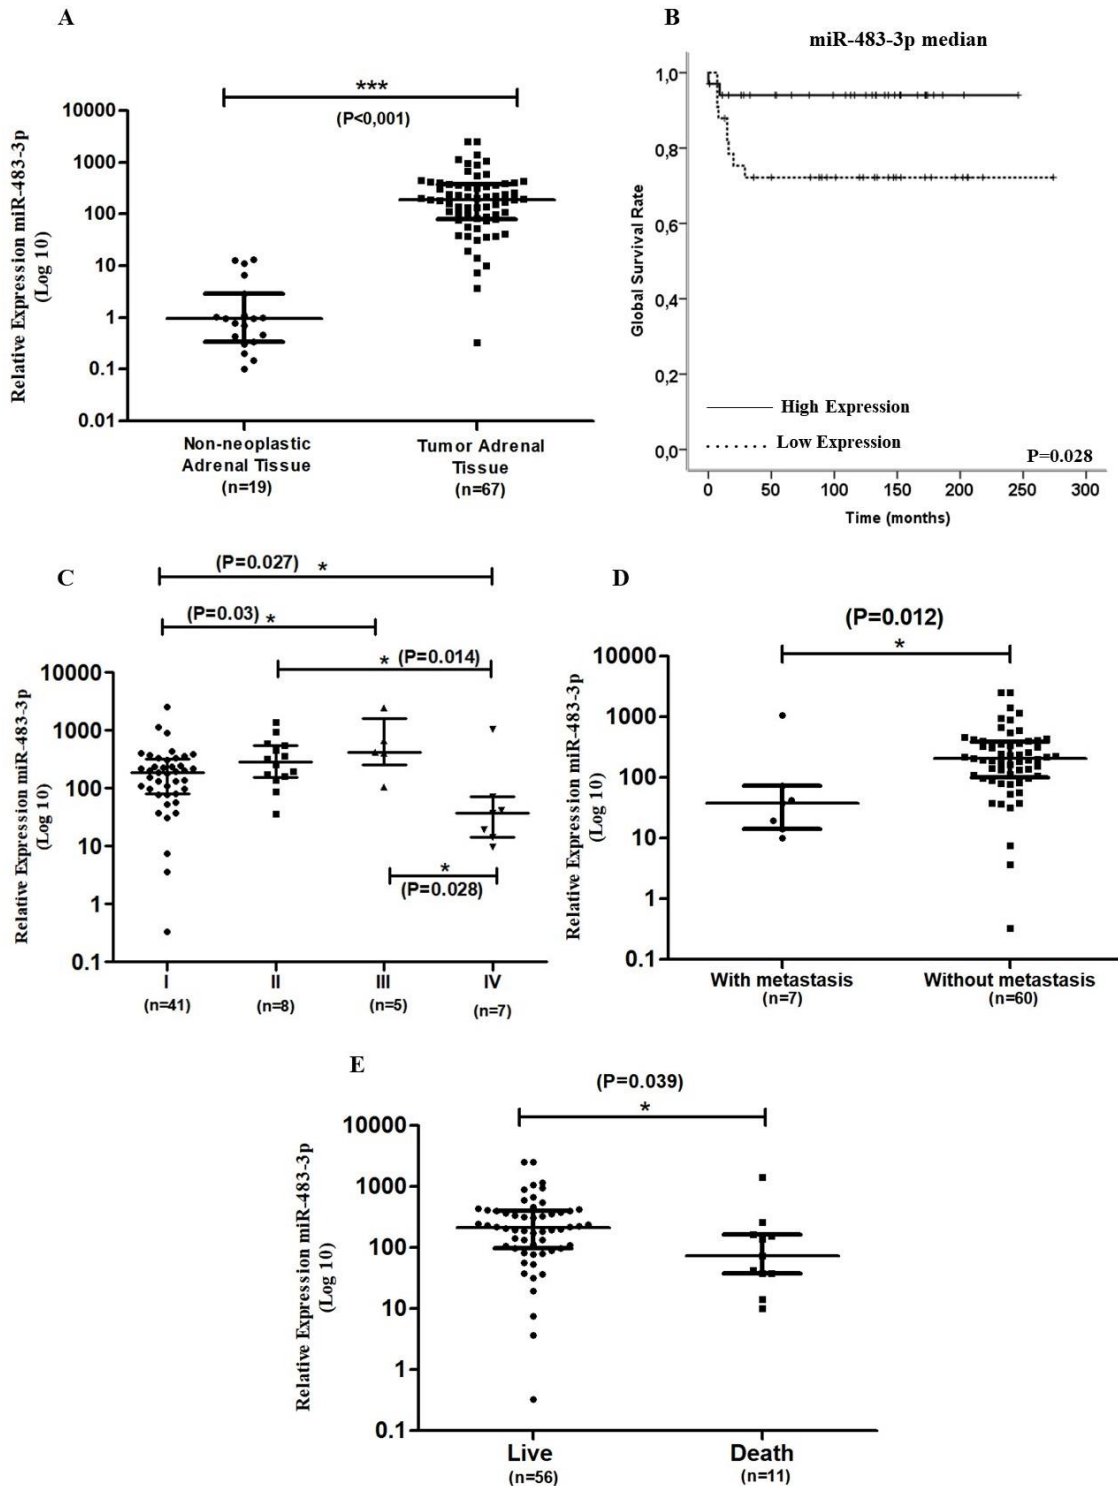 A
***
(P<0,001)
Relative Expression miR-483-3p
(Log 10)
10000
1000
100
10
1
0.1
0.01
Non-neoplastic
Adrenal Tissue
(n=19)
Tumor Adrenal
Tissue
(n=67)
B
miR-483-3p median
Global Survival Rate
1,0
0,8
0,6
0,4
0,2
0,0
High Expression
Low Expression
P=0.028
0 50 100 150 200 250 300
Time (months)
C
(P=0.027)
*
(P=0.03)
*
* (P=0.014)
Relative Expression miR-483-3p
(Log 10)
10000
1000
100
10
1
0.1
*
(P=0.028)
I II III IV
(n=41) (n=8) (n=5) (n=7)
D
(P=0.012)
*
Relative Expression miR-483-3p
(Log 10)
10000
1000
100
10
1
0.1
With metastasis
(n=7)
Without metastasis
(n=60)
E
(P=0.039)
*
Relative Expression miR-483-3p
(Log 10)
10000
1000
100
10
1
0.1
Live
(n=56)
Death
(n=11)